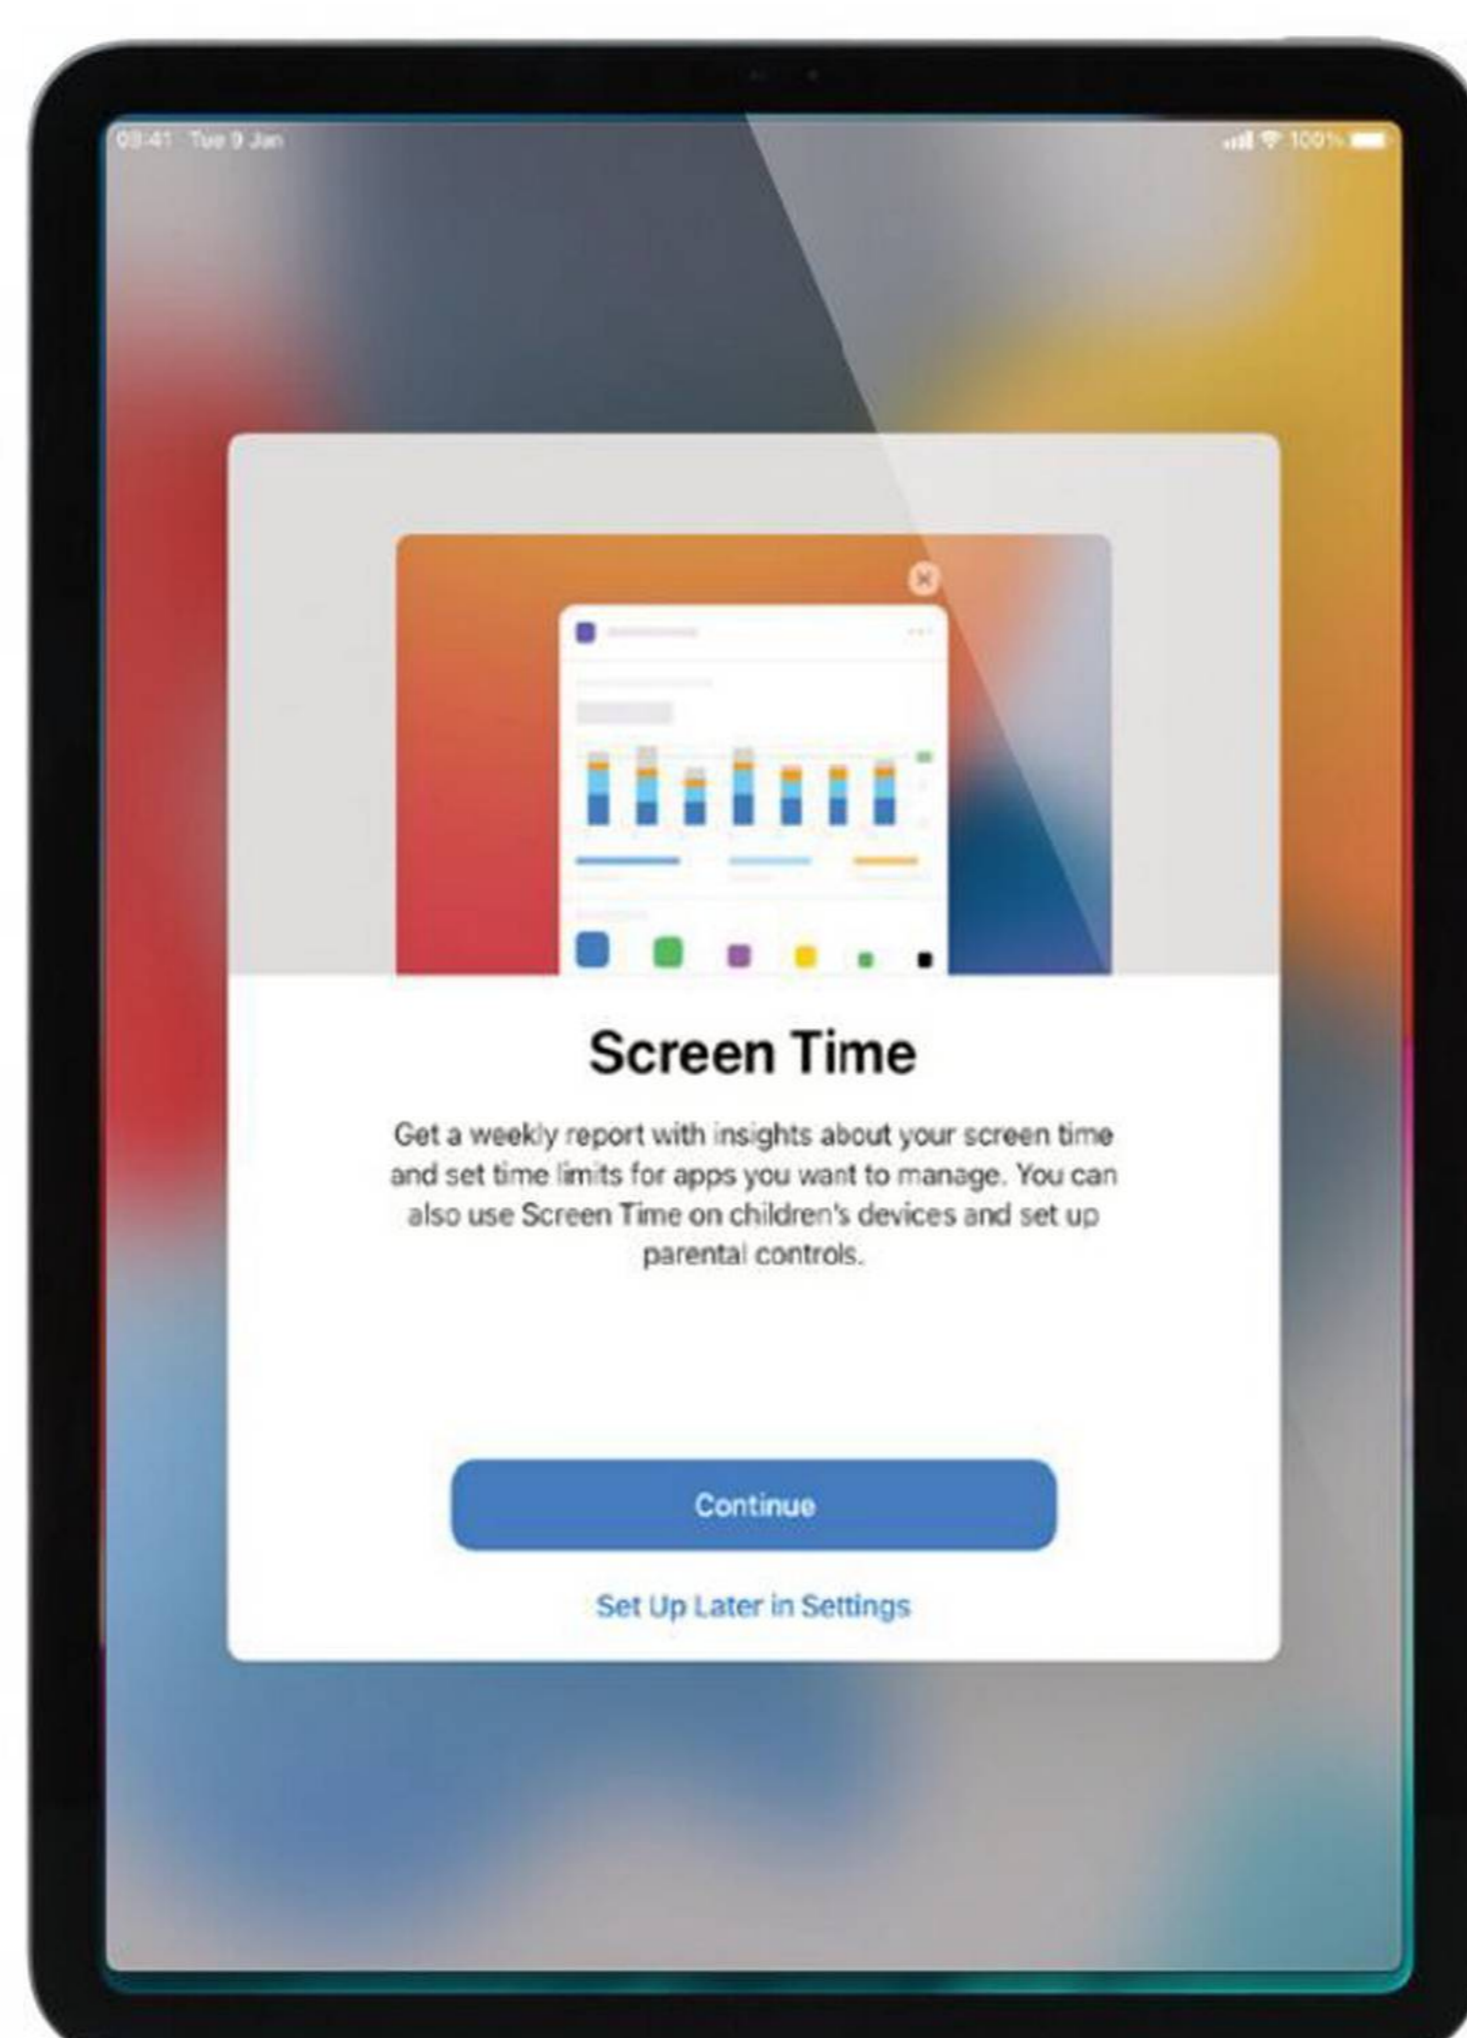 09:41 Tue 9 Jan
100%
Screen Time
Get a weekly report with insights about your screen time
and set time limits for apps you want to manage. You can
also use Screen Time on children's devices and set up
parental controls.
Continue
Set Up Later in Settings